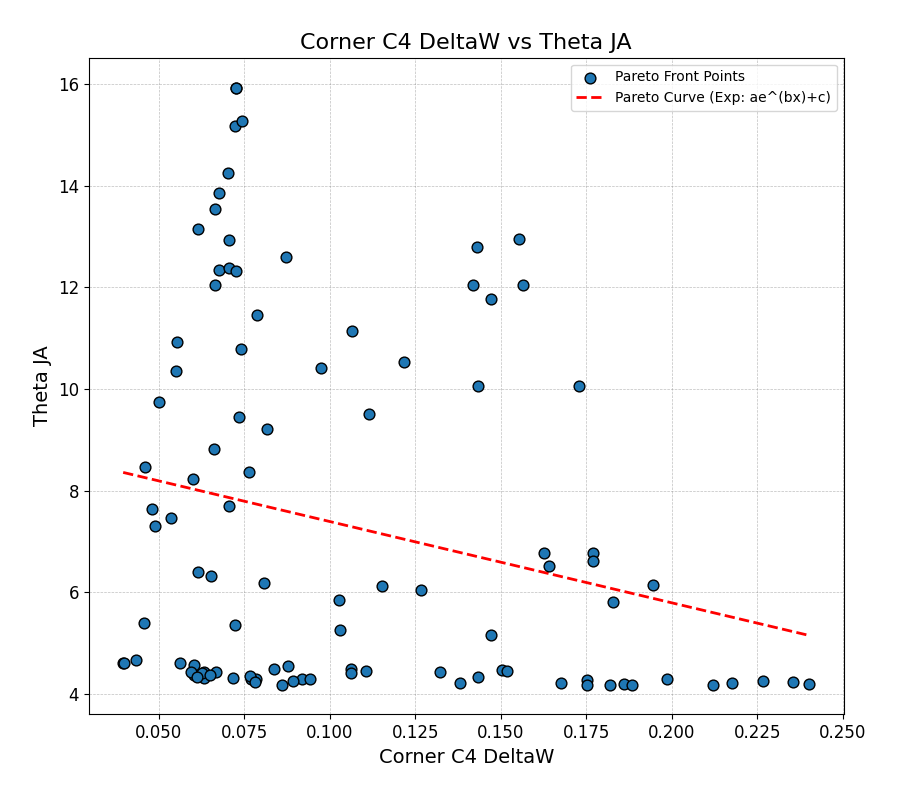 Corner C4 DeltaW vs Theta JA
Pareto Front Points
Pareto Curve (Exp: ae^(bx)+c)
16
14
12
10
8
6
4
Theta JA
0.050 0.075 0.100 0.125 0.150 0.175 0.200 0.225 0.250
Corner C4 DeltaW